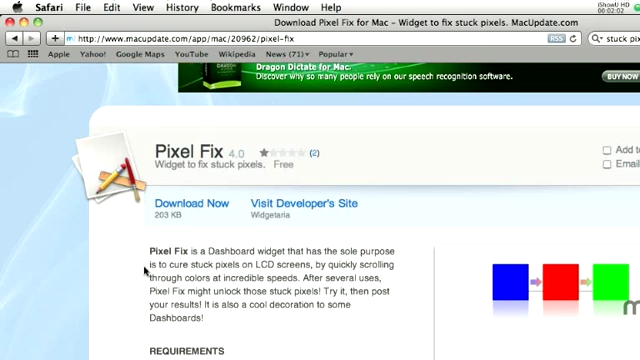 Safari File Edit View History Bookmarks Window Help
iShowU HD
00:02:02
Download Pixel Fix for Mac – Widget to fix stuck pixels. MacUpdate.com
http://www.macupdate.com/app/mac/20962/pixel-fix RSS stuck pix
Apple Yahoo! Google Maps YouTube Wikipedia News (71) Popular
Dragon Dictate for Mac.
Discover why so many people rely on our speech recognition software. BUY NOW
Pixel Fix 4.0 (2)
Widget to fix stuck pixels. Free
Add to
Email
Download Now
203 KB
Visit Developer's Site
Widgetaria
Pixel Fix is a Dashboard widget that has the sole purpose
is to cure stuck pixels on LCD screens, by quickly scrolling
through colors at incredible speeds. After several uses,
Pixel Fix might unlock those stuck pixels! Try it, then post
your results! It is also a cool decoration to some
Dashboards!
REQUIREMENTS